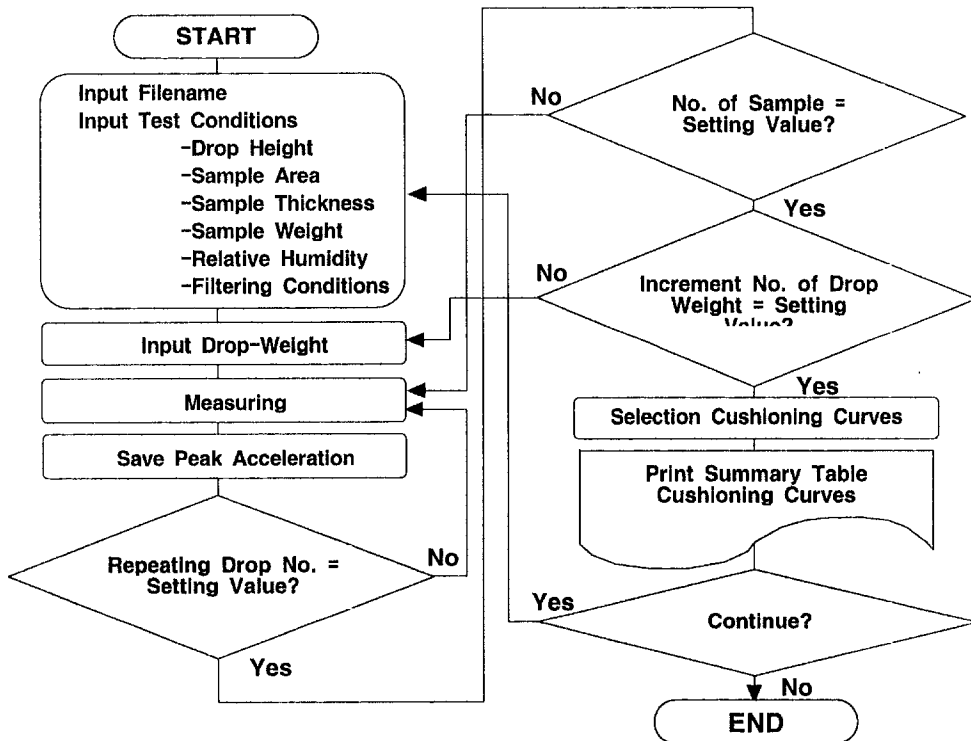 START
Input Filename
Input Test Conditions
-Drop Height
-Sample Area
-Sample Thickness
-Sample Weight
-Relative Humidity
-Filtering Conditions
Input Drop-Weight
Measuring
Save Peak Acceleration
Repeating Drop No. =
Setting Value?
No
Yes
No
No. of Sample =
Setting Value?
Yes
No
Increment No. of Drop
Weight = Setting
Value?
Yes
Selection Cushioning Curves
Print Summary Table
Cushioning Curves
Yes
Continue?
No
END